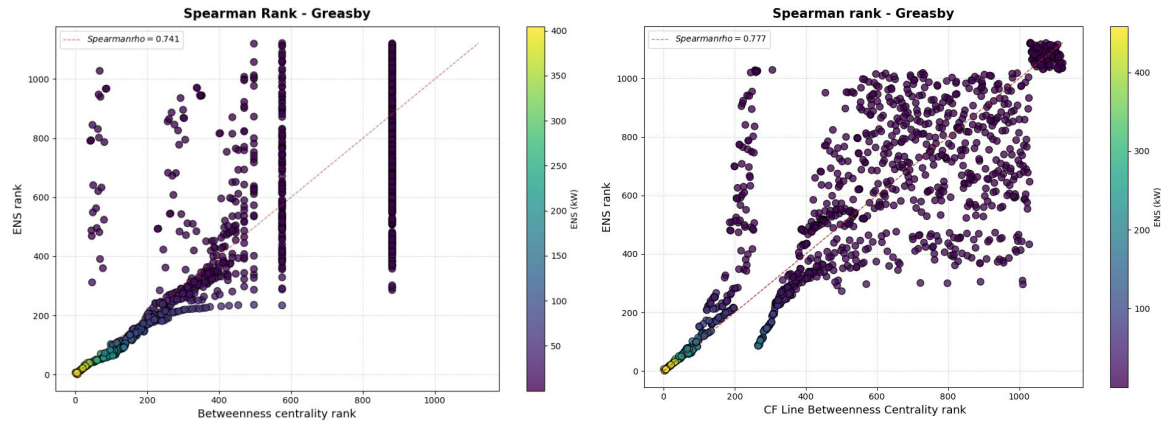 Spearman Rank - Greasby
Spearmanrho = 0.741
ENS rank
1000
800
600
400
200
0
0 200 400 600 800 1000
Betweenness centrality rank
400
350
300
250
200
150
100
50
ENS (kW)
Spearman rank - Greasby
Spearmanrho = 0.777
ENS rank
1000
800
600
400
200
0
0 200 400 600 800 1000
CF Line Betweenness Centrality rank
400
300
200
100
ENS (kW)